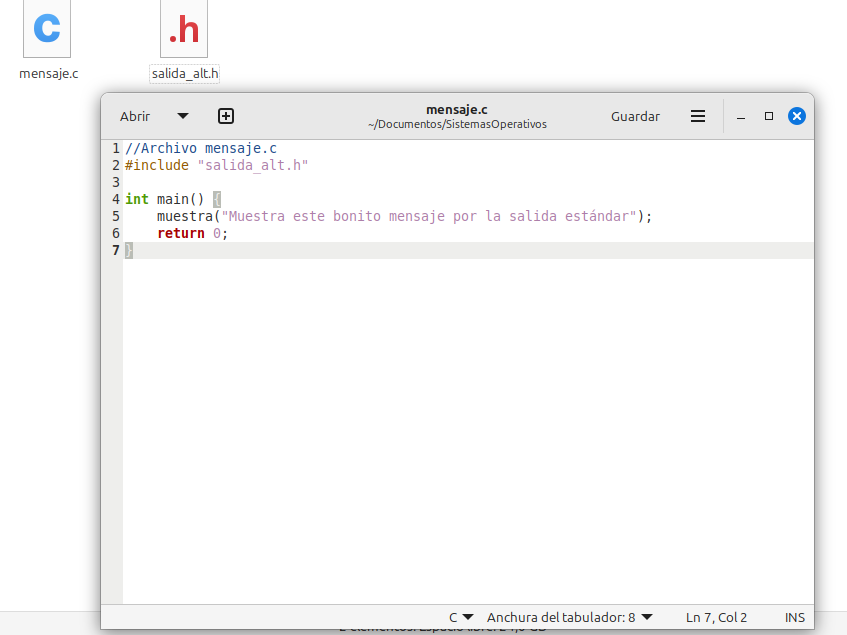 C
.h
mensaje.c
salida_alt.h
Abrir
mensaje.c
~/Documentos/SistemasOperativos
Guardar
1 //Archivo mensaje.c
2 #include "salida_alt.h"
3
4 int main() {
5     muestra("Muestra este bonito mensaje por la salida estándar");
6     return 0;
7 }
C
Anchura del tabulador: 8
Ln 7, Col 2
INS